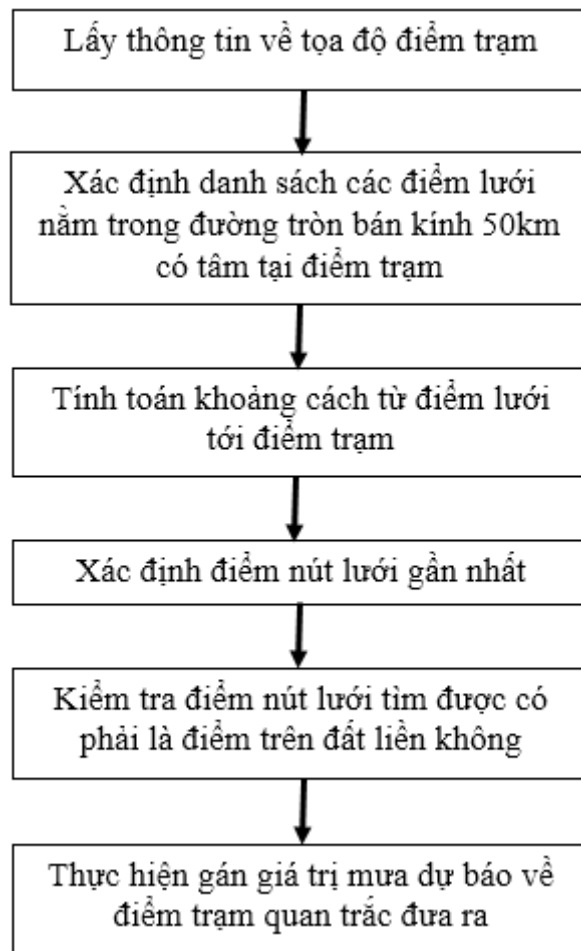 Lấy thông tin về tọa độ điểm trạm
Xác định danh sách các điểm lưới
nằm trong đường tròn bán kính 50km
có tâm tại điểm trạm
Tính toán khoảng cách từ điểm lưới
tới điểm trạm
Xác định điểm nút lưới gần nhất
Kiểm tra điểm nút lưới tìm được có
phải là điểm trên đất liền không
Thực hiện gán giá trị mưa dự báo về
điểm trạm quan trắc đưa ra